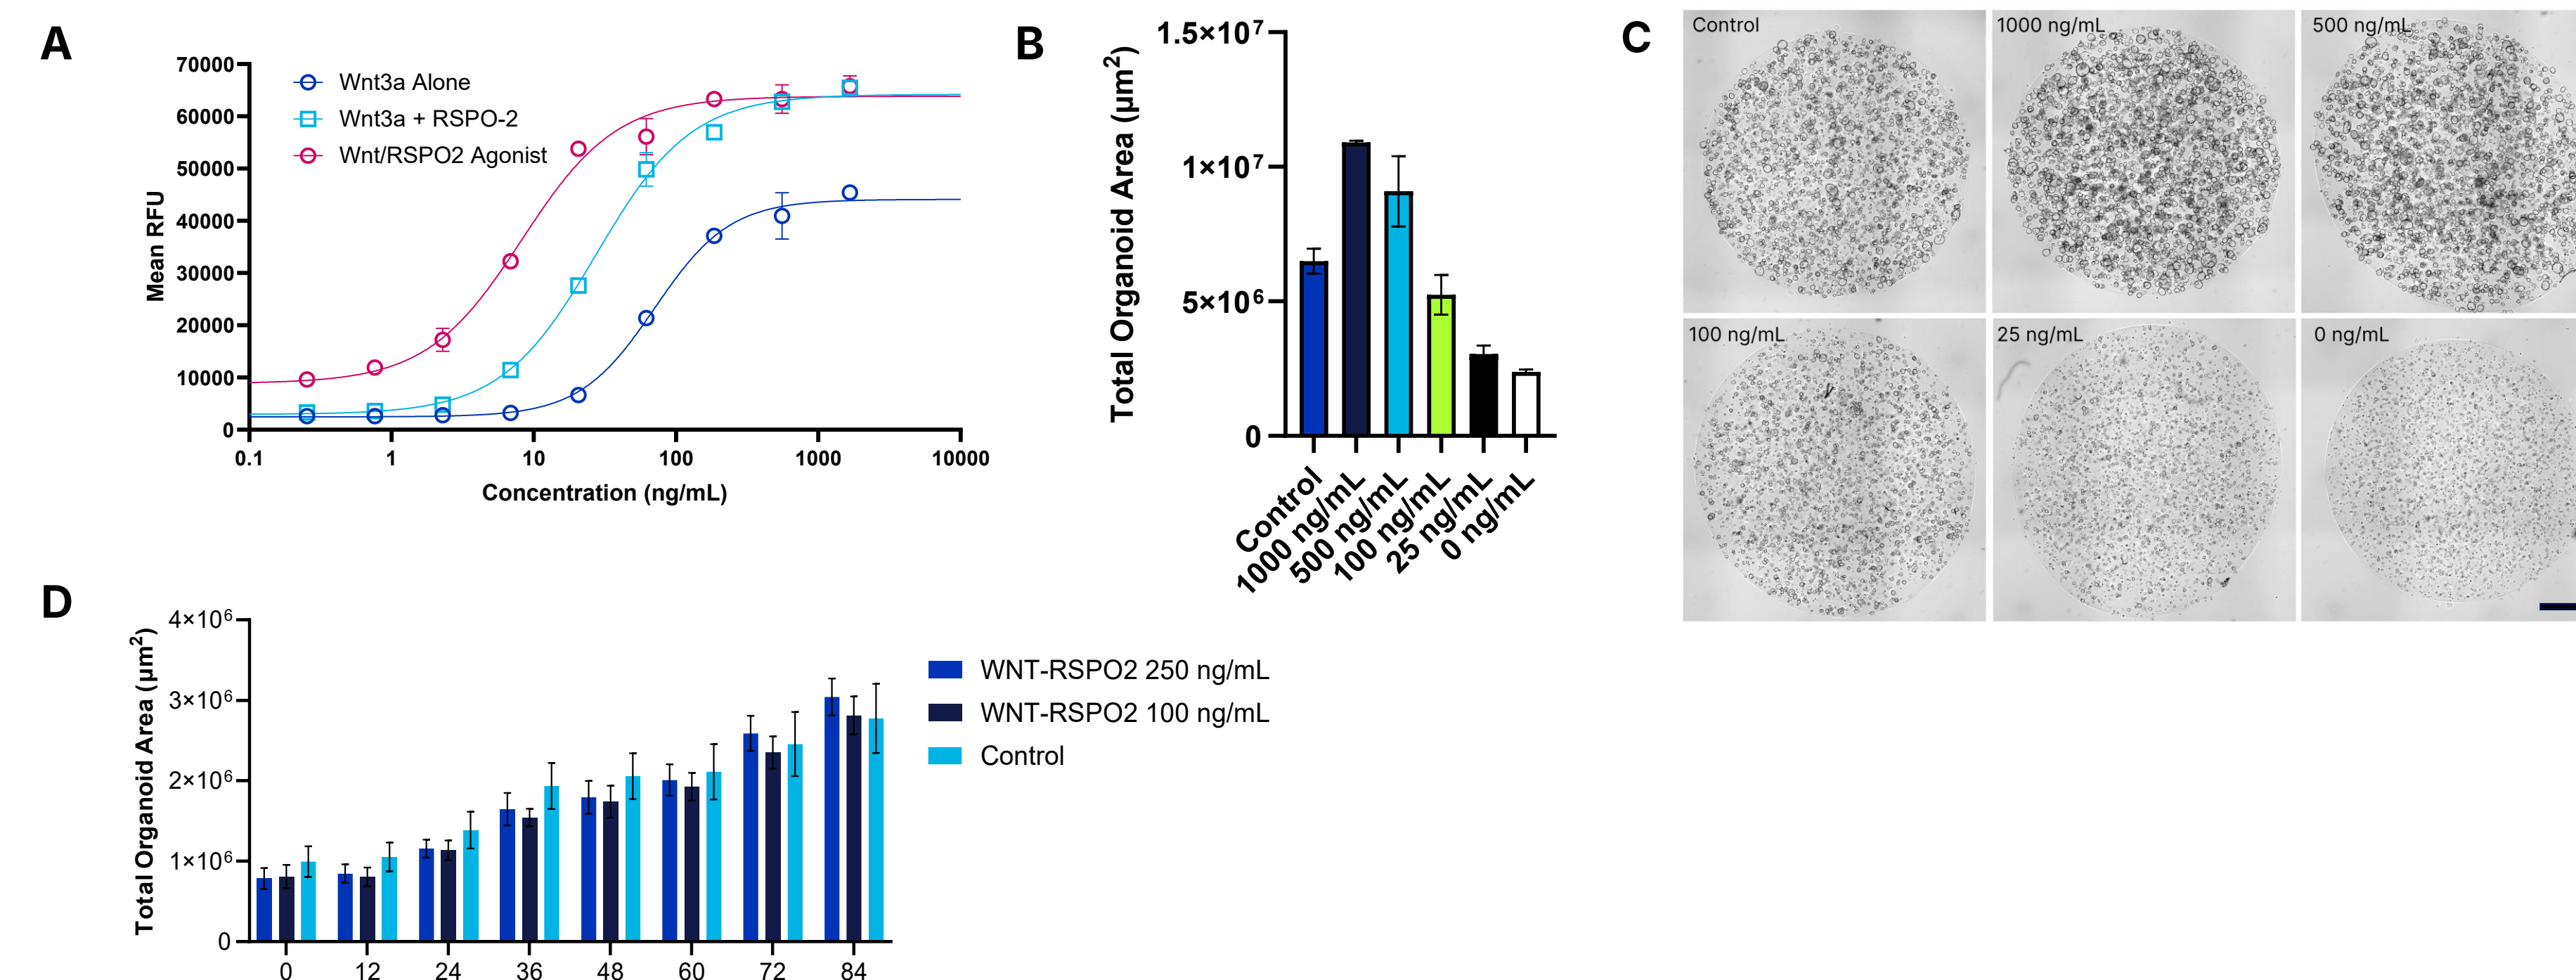 A
70000
60000
50000
40000
30000
20000
10000
0
Mean RFU
Wnt3a Alone
Wnt3a + RSPO-2
Wnt/RSPO2 Agonist
0.1 1 10 100 1000 10000
Concentration (ng/mL)
B
1.5×10⁷
1×10⁷
5×10⁶
0
Total Organoid Area (µm²)
Control
1000 ng/mL
500 ng/mL
100 ng/mL
25 ng/mL
0 ng/mL
C
Control
1000 ng/mL
500 ng/mL
100 ng/mL
25 ng/mL
0 ng/mL
D
4×10⁶
3×10⁶
2×10⁶
1×10⁶
0
Total Organoid Area (µm²)
0 12 24 36 48 60 72 84
WNT-RSPO2 250 ng/mL
WNT-RSPO2 100 ng/mL
Control